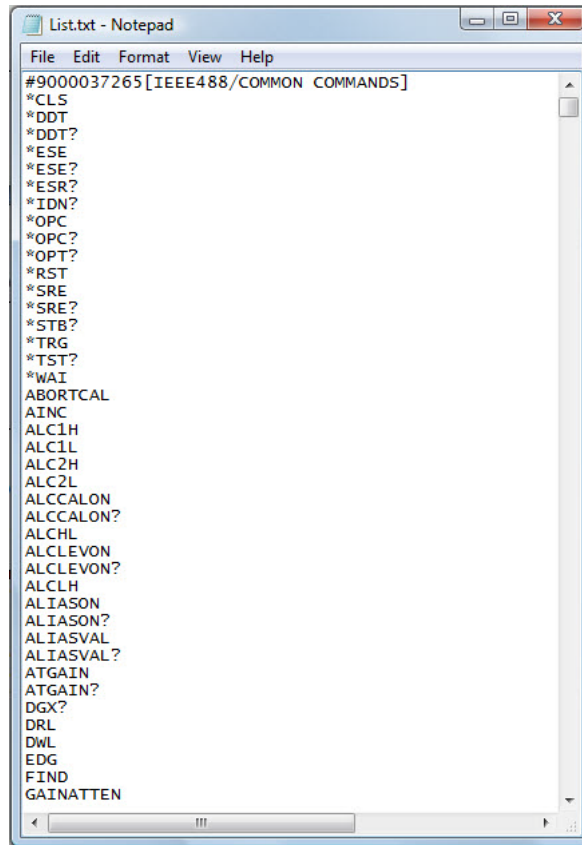 List.txt - Notepad
File Edit Format View Help
#9000037265[IEEE488/COMMON COMMANDS]
*CLS
*DDT
*DDT?
*ESE
*ESE?
*ESR?
*IDN?
*OPC
*OPC?
*OPT?
*RST
*SRE
*SRE?
*STB?
*TRG
*TST?
*WAI
ABORTCAL
AINC
ALC1H
ALC1L
ALC2H
ALC2L
ALCCALON
ALCCALON?
ALCHL
ALCLEVON
ALCLEVON?
ALCLH
ALIASON
ALIASON?
ALIASVAL
ALIASVAL?
ATGAIN
ATGAIN?
DGX?
DRL
DWL
EDG
FIND
GAINATTEN